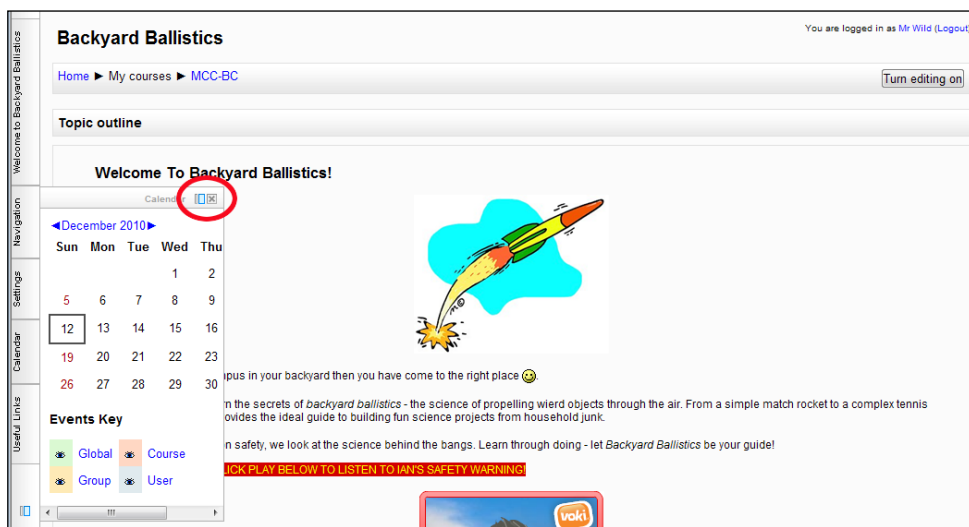 Backyard Ballistics
You are logged in as Mr Wild (Logout)
Home ► My courses ► MCC-BC
Turn editing on
Topic outline
Welcome To Backyard Ballistics!
Welcome to Backyard Ballistics
Navigation
Settings
Calendar
Useful Links
Calendar
◄December 2010►
Sun Mon Tue Wed Thu
1 2
5 6 7 8 9
12 13 14 15 16
19 20 21 22 23
26 27 28 29 30
Events Key
Global Course
Group User
in your backyard then you have come to the right place
the secrets of backyard ballistics - the science of propelling wierd objects through the air. From a simple match rocket to a complex tennis
the ideal guide to building fun science projects from household junk.
safety, we look at the science behind the bangs. Learn through doing - let Backyard Ballistics be your guide!
PLAY BELOW TO LISTEN TO IAN'S SAFETY WARNING!
voki